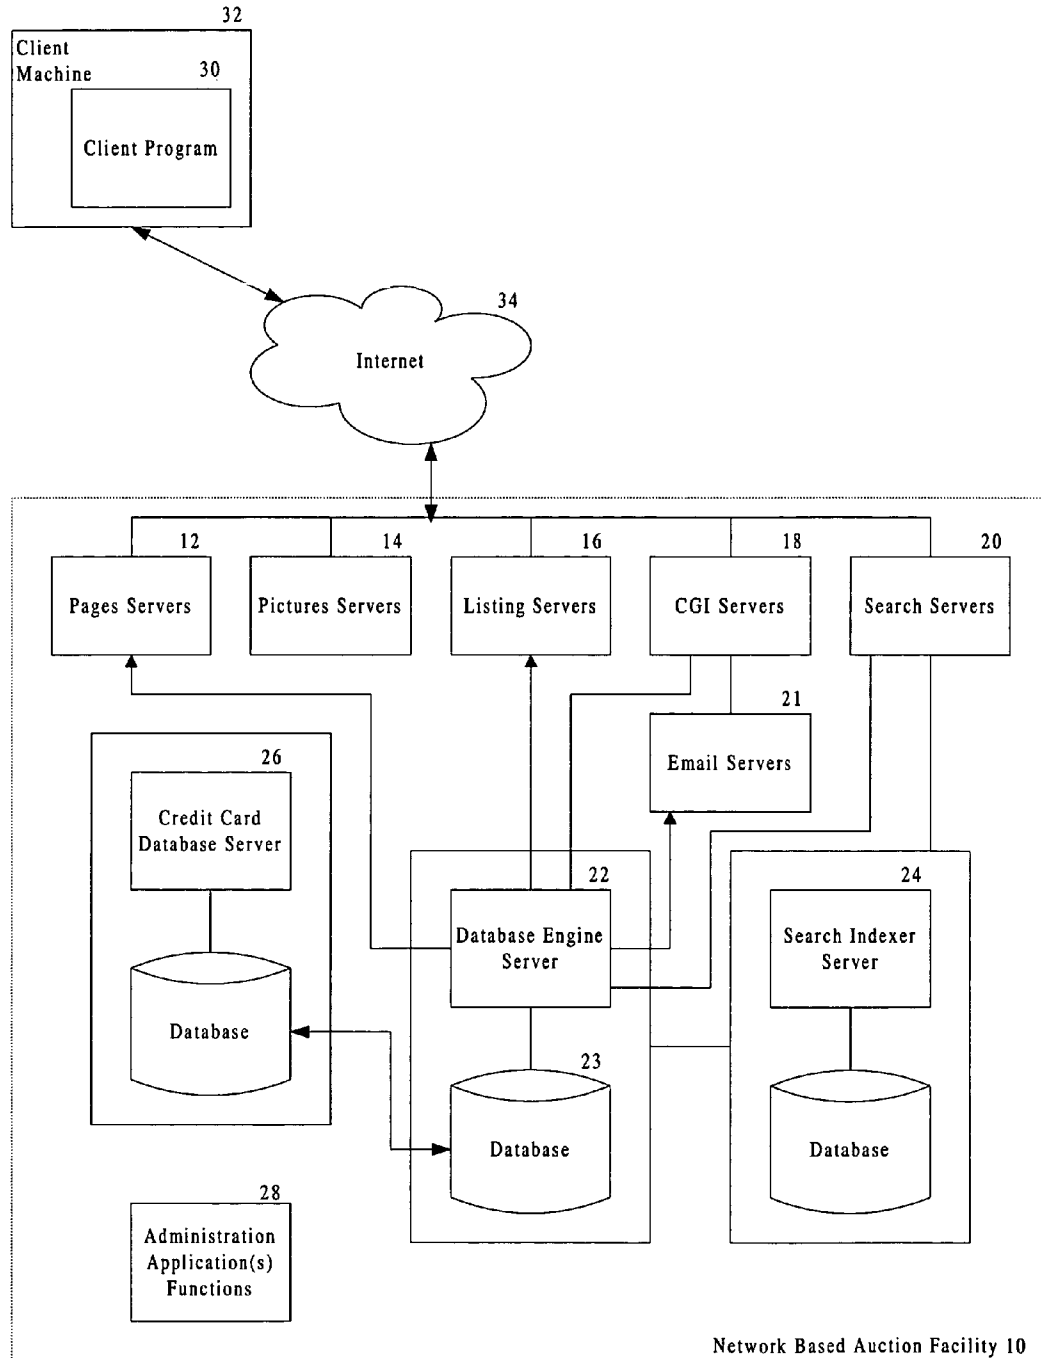 32
Client
Machine
30
Client Program
34
Internet
12
14
16
18
20
Pages Servers
Pictures Servers
Listing Servers
CGI Servers
Search Servers
21
Email Servers
26
Credit Card
Database Server
22
Database Engine
Server
24
Search Indexer
Server
Database
23
Database
Database
28
Administration
Application(s)
Functions
Network Based Auction Facility 10